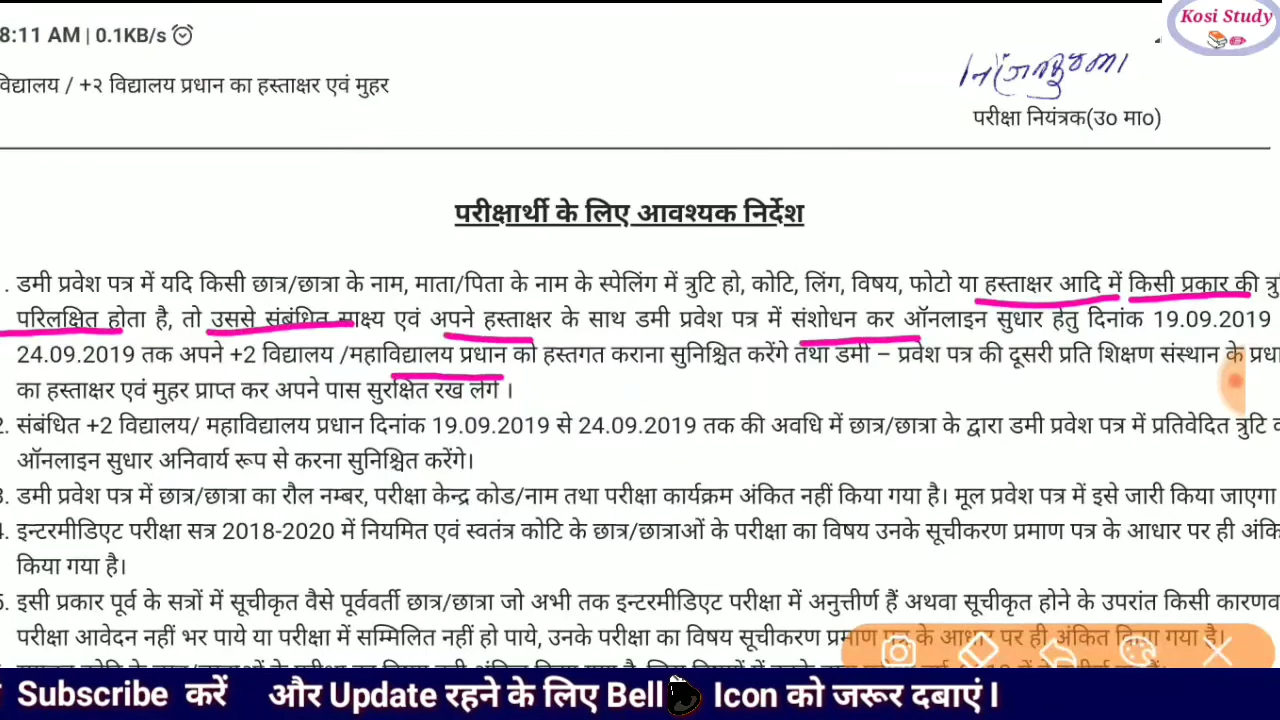 Kosi Study
8:11 AM | 0.1KB/s
विद्यालय / +२ विद्यालय प्रधान का हस्ताक्षर एवं मुहर
परीक्षा नियंत्रक(उo माo)
परीक्षार्थी के लिए आवश्यक निर्देश
. डमी प्रवेश पत्र में यदि किसी छात्र/छात्रा के नाम, माता/पिता के नाम के स्पेलिंग में त्रुटि हो, कोटि, लिंग, विषय, फोटो या हस्ताक्षर आदि में किसी प्रकार की
परिलक्षित होता है, तो उससे संबंधित साक्ष्य एवं अपने हस्ताक्षर के साथ डमी प्रवेश पत्र में संशोधन कर ऑनलाइन सुधार हेतु दिनांक 19.09.2019
24.09.2019 तक अपने +2 विद्यालय /महाविद्यालय प्रधान को हस्तगत कराना सुनिश्चित करेंगे तथा डमी – प्रवेश पत्र की दूसरी प्रति शिक्षण संस्थान के
का हस्ताक्षर एवं मुहर प्राप्त कर अपने पास सुरक्षित रख लेंगे ।
2. संबंधित +2 विद्यालय/ महाविद्यालय प्रधान दिनांक 19.09.2019 से 24.09.2019 तक की अवधि में छात्र/छात्रा के द्वारा डमी प्रवेश पत्र में प्रतिवेदित त्रुटि
ऑनलाइन सुधार अनिवार्य रूप से करना सुनिश्चित करेंगे।
3. डमी प्रवेश पत्र में छात्र/छात्रा का रौल नम्बर, परीक्षा केन्द्र कोड/नाम तथा परीक्षा कार्यक्रम अंकित नहीं किया गया है। मूल प्रवेश पत्र में इसे जारी किया जाएगा
4. इन्टरमीडिएट परीक्षा सत्र 2018-2020 में नियमित एवं स्वतंत्र कोटि के छात्र/छात्राओं के परीक्षा का विषय उनके सूचीकरण प्रमाण पत्र के आधार पर ही
किया गया है।
5. इसी प्रकार पूर्व के सत्रों में सूचीकृत वैसे पूर्ववर्ती छात्र/छात्रा जो अभी तक इन्टरमीडिएट परीक्षा में अनुत्तीर्ण हैं अथवा सूचीकृत होने के उपरांत किसी
परीक्षा आवेदन नहीं भर पाये या परीक्षा में सम्मिलित नहीं हो पाये, उनके परीक्षा का विषय सूचीकरण प्रमाण पत्र के आधार पर ही अंकित किया गया है।
Subscribe करें और Update रहने के लिए Bell Icon को जरूर दबाएं ।